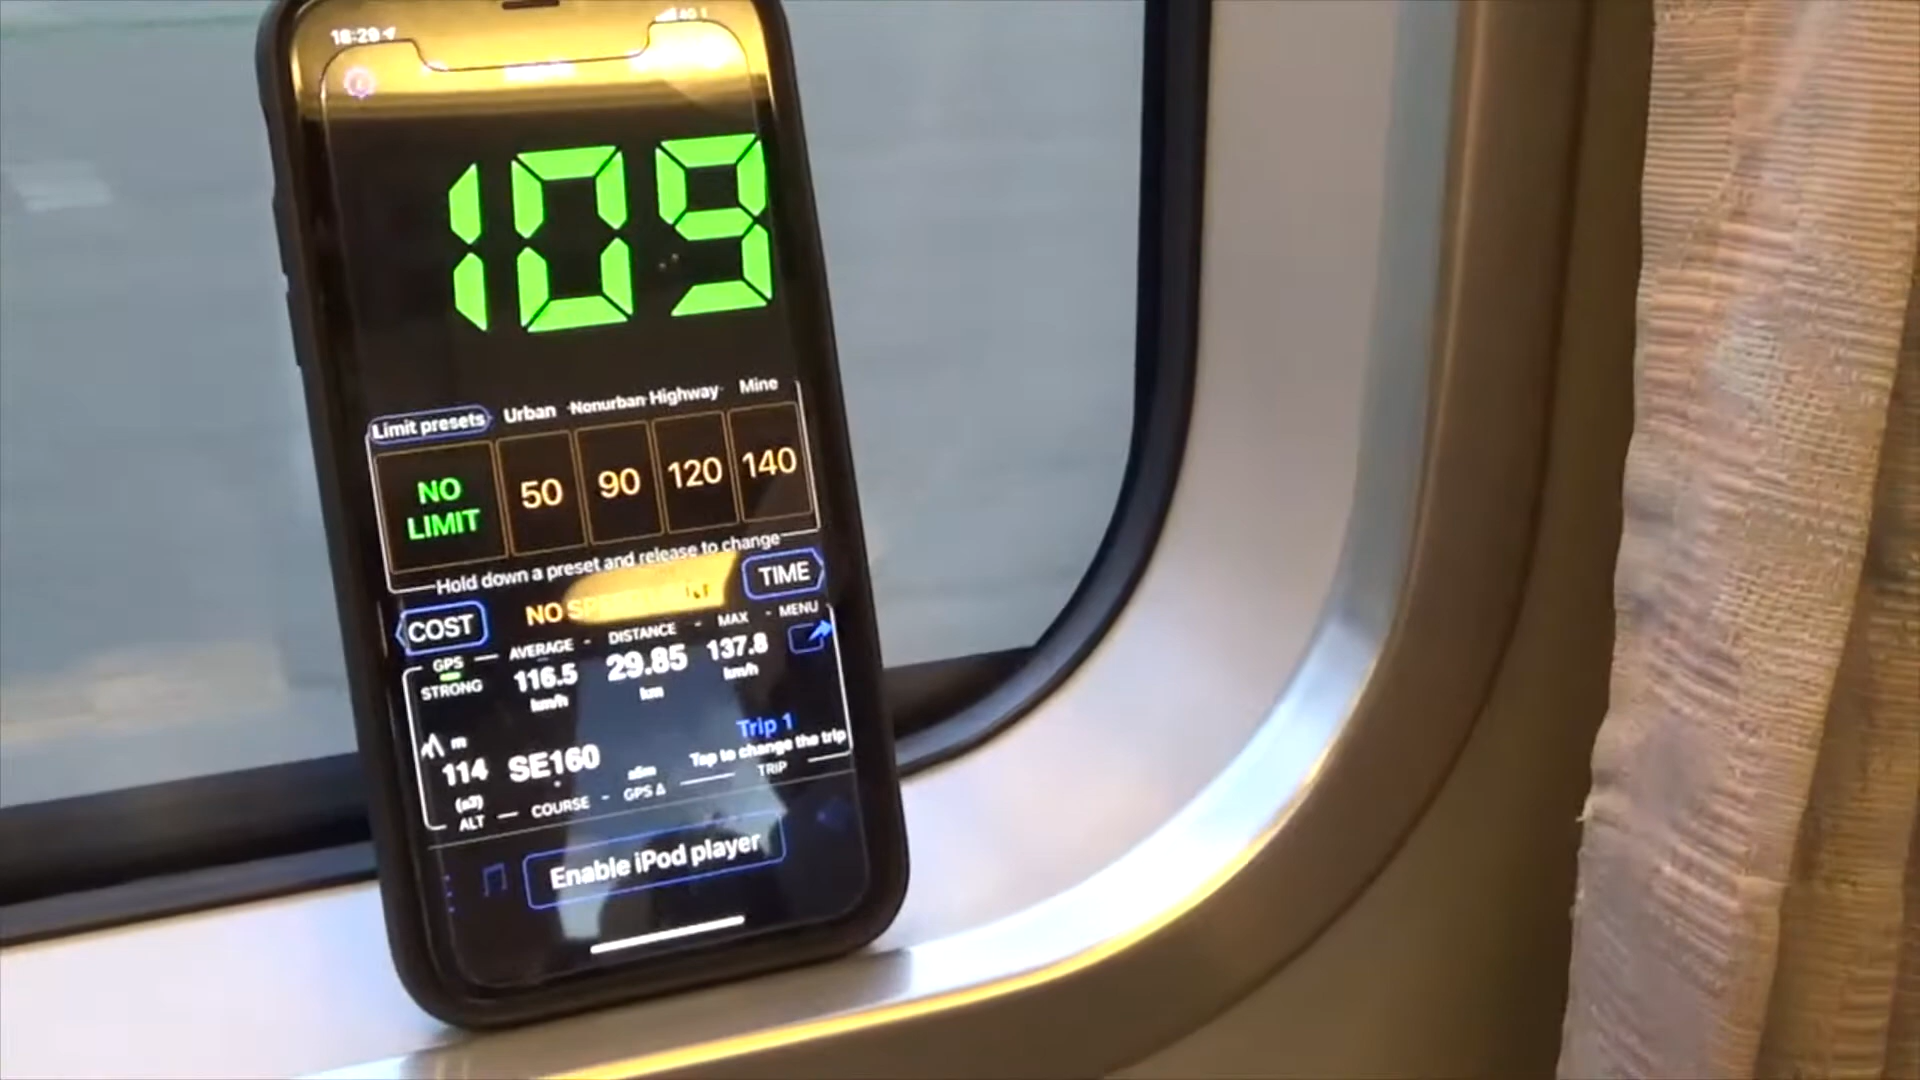 18:29
109
Limit presets Urban Nonurban Highway Mine
NO LIMIT 50 90 120 140
Hold down a preset and release to change
COST NO TIME
GPS AVERAGE DISTANCE MAX MENU
STRONG 116.5 29.85 137.8
km/h km km/h
Trip 1
m Tap to change the trip
114 SE160
(±3)
ALT COURSE GPS Δ TRIP
Enable iPod player